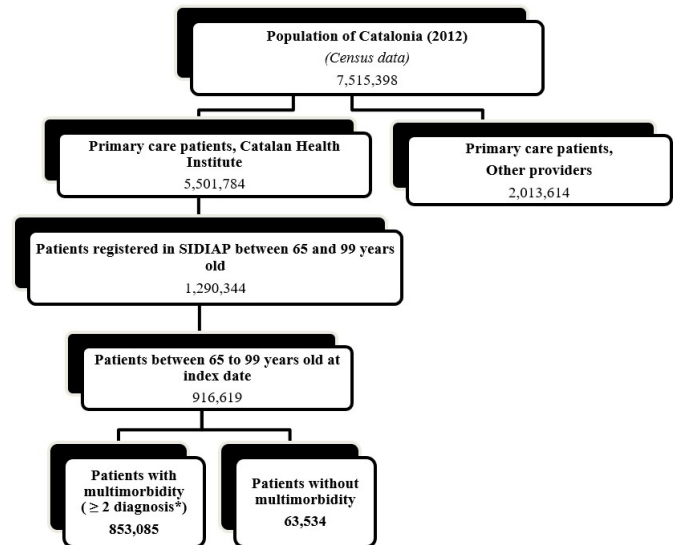 Population of Catalonia (2012)
(Census data)
7,515,398
Primary care patients, Catalan Health
Institute
5,501,784
Primary care patients,
Other providers
2,013,614
Patients registered in SIDIAP between 65 and 99 years
old
1,290,344
Patients between 65 to 99 years old at
index date
916,619
Patients with
multimorbidity
( ≥ 2 diagnosis*)
853,085
Patients without
multimorbidity
63,534